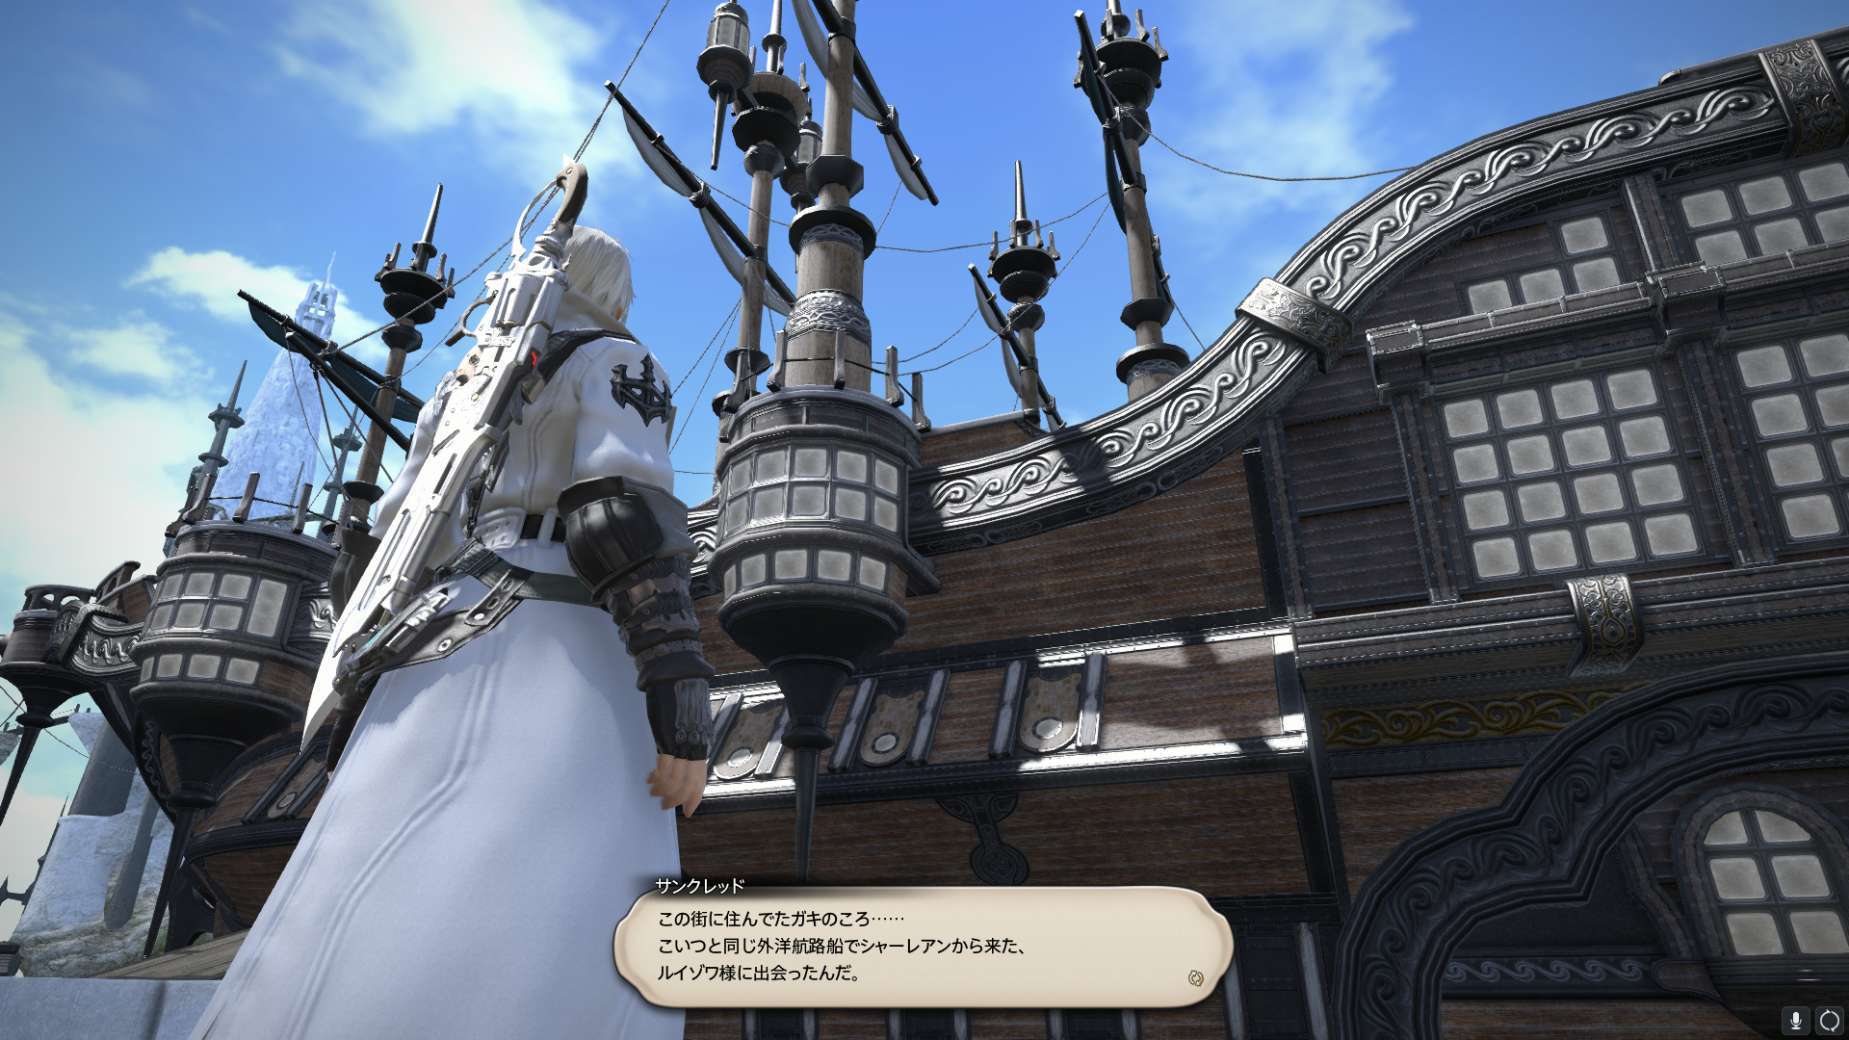 サンクレッド
この街に住んでたガキのころ……
こいつと同じ外洋航路船でシャーレアンから来た、
ルイゾワ様に出会ったんだ。